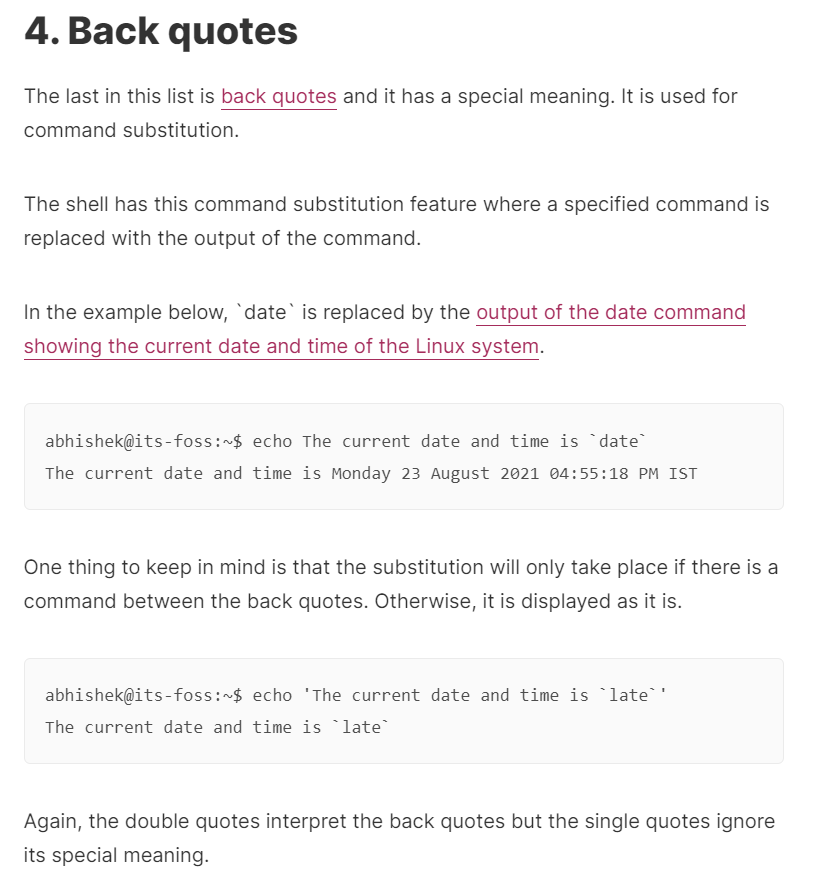 4. Back quotes
The last in this list is back quotes and it has a special meaning. It is used for
command substitution.
The shell has this command substitution feature where a specified command is
replaced with the output of the command.
In the example below, `date` is replaced by the output of the date command
showing the current date and time of the Linux system.
abhishek@its-foss:~$ echo The current date and time is `date`
The current date and time is Monday 23 August 2021 04:55:18 PM IST
One thing to keep in mind is that the substitution will only take place if there is a
command between the back quotes. Otherwise, it is displayed as it is.
abhishek@its-foss:~$ echo 'The current date and time is `late`'
The current date and time is `late`
Again, the double quotes interpret the back quotes but the single quotes ignore
its special meaning.